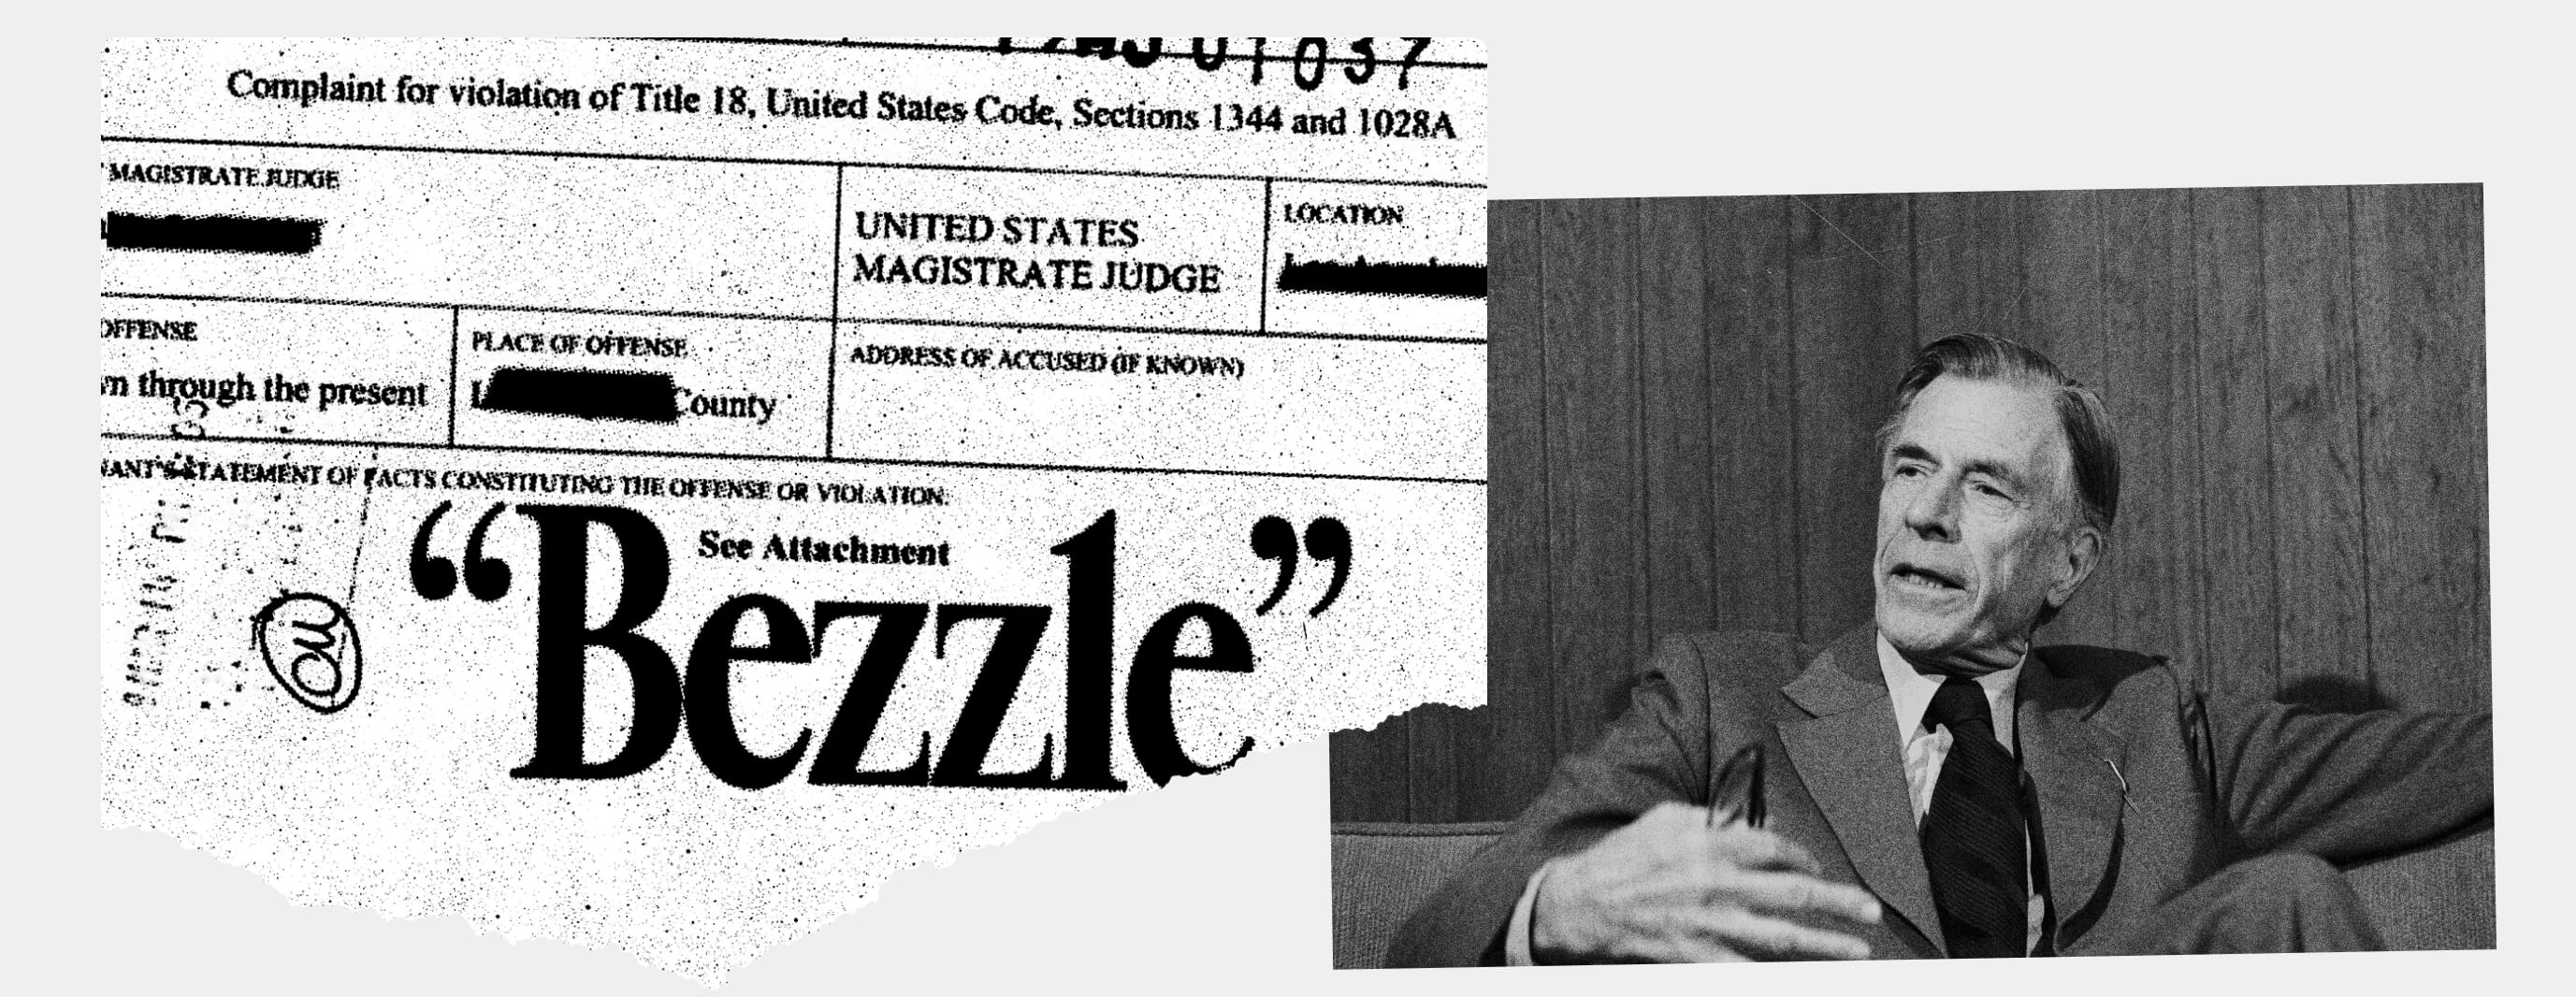 Complaint for violation of Title 18, United States Code, Sections 1344 and 1028A
MAGISTRATE JUDGE
UNITED STATES
MAGISTRATE JUDGE
LOCATION
OFFENSE
through the present
PLACE OF OFFENSE
County
ADDRESS OF ACCUSED (IF KNOWN)
STATEMENT OF FACTS CONSTITUTING THE OFFENSE OR VIOLATION:
See Attachment
“Bezzle”